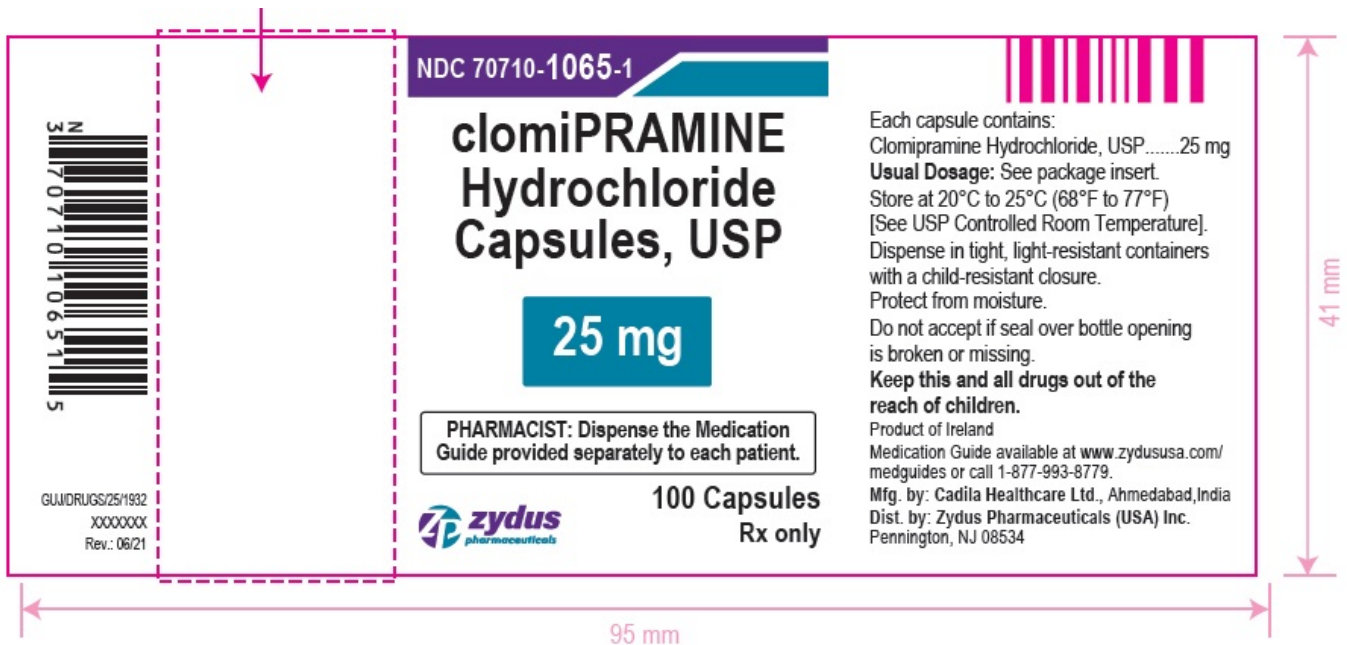 N
3 70710 10651 5
GUJ/DRUGS/25/1932
XXXXXXX
Rev.: 06/21
NDC 70710-1065-1
clomiPRAMINE
Hydrochloride
Capsules, USP
25 mg
PHARMACIST: Dispense the Medication
Guide provided separately to each patient.
zydus
pharmaceuticals
100 Capsules
Rx only
Each capsule contains:
Clomipramine Hydrochloride, USP.......25 mg
Usual Dosage: See package insert.
Store at 20°C to 25°C (68°F to 77°F)
[See USP Controlled Room Temperature].
Dispense in tight, light-resistant containers
with a child-resistant closure.
Protect from moisture.
Do not accept if seal over bottle opening
is broken or missing.
Keep this and all drugs out of the
reach of children.
Product of Ireland
Medication Guide available at www.zydususa.com/
medguides or call 1-877-993-8779.
Mfg. by: Cadila Healthcare Ltd., Ahmedabad,India
Dist. by: Zydus Pharmaceuticals (USA) Inc.
Pennington, NJ 08534
41 mm
95 mm